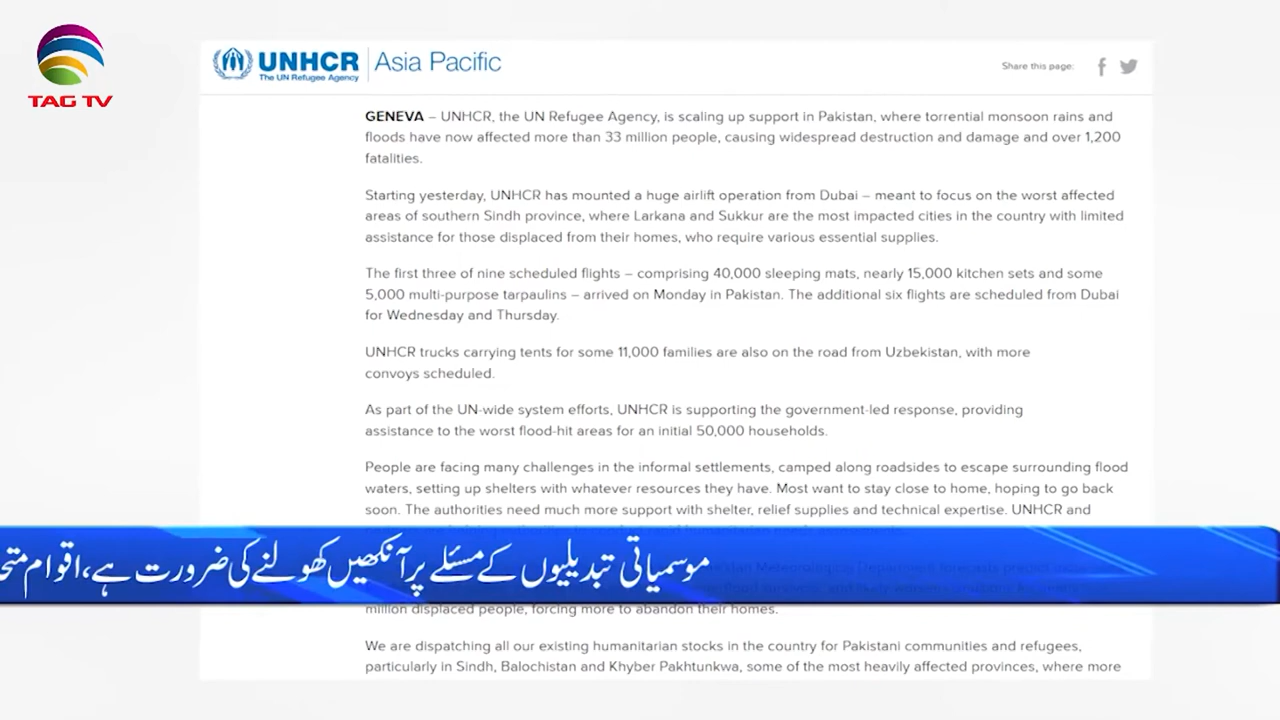 TAG TV
UNHCR
The UN Refugee Agency
Asia Pacific
Share this page:
GENEVA – UNHCR, the UN Refugee Agency, is scaling up support in Pakistan, where torrential monsoon rains and
floods have now affected more than 33 million people, causing widespread destruction and damage and over 1,200
fatalities.
Starting yesterday, UNHCR has mounted a huge airlift operation from Dubai – meant to focus on the worst affected
areas of southern Sindh province, where Larkana and Sukkur are the most impacted cities in the country with limited
assistance for those displaced from their homes, who require various essential supplies.
The first three of nine scheduled flights – comprising 40,000 sleeping mats, nearly 15,000 kitchen sets and some
5,000 multi-purpose tarpaulins – arrived on Monday in Pakistan. The additional six flights are scheduled from Dubai
for Wednesday and Thursday.
UNHCR trucks carrying tents for some 11,000 families are also on the road from Uzbekistan, with more
convoys scheduled.
As part of the UN-wide system efforts, UNHCR is supporting the government-led response, providing
assistance to the worst flood-hit areas for an initial 50,000 households.
People are facing many challenges in the informal settlements, camped along roadsides to escape surrounding flood
waters, setting up shelters with whatever resources they have. Most want to stay close to home, hoping to go back
soon. The authorities need much more support with shelter, relief supplies and technical expertise. UNHCR and
موسمیاتی تبدیلیوں کے مسئلے پر آنکھیں کھولنے کی ضرورت ہے، اقوام متح
million displaced people, forcing more to abandon their homes.
We are dispatching all our existing humanitarian stocks in the country for Pakistani communities and refugees,
particularly in Sindh, Balochistan and Khyber Pakhtunkwa, some of the most heavily affected provinces, where more